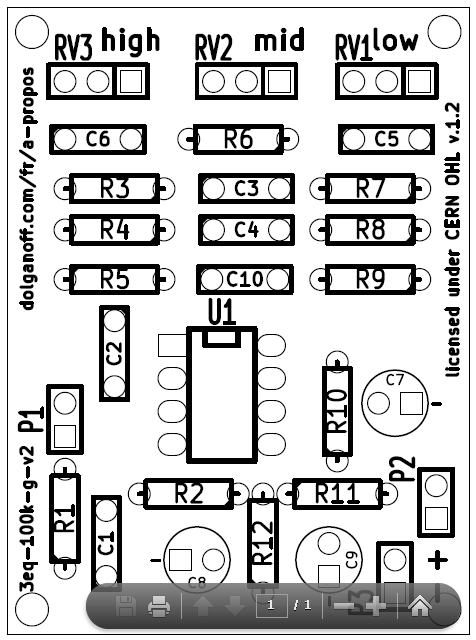 RV3 high RV2 mid RV1 low
C6 R6 C5
R3 C3 R7
R4 C4 R8
R5 C10 R9
U1
C2
C7
R10
P1
P2
R2 R11
R1
C1
R12
C8
C9
1 / 1
dolganoff.com/fr/a-propos
3eq-100k-g-v2
licensed under CERN OHL v.1.2
- - +